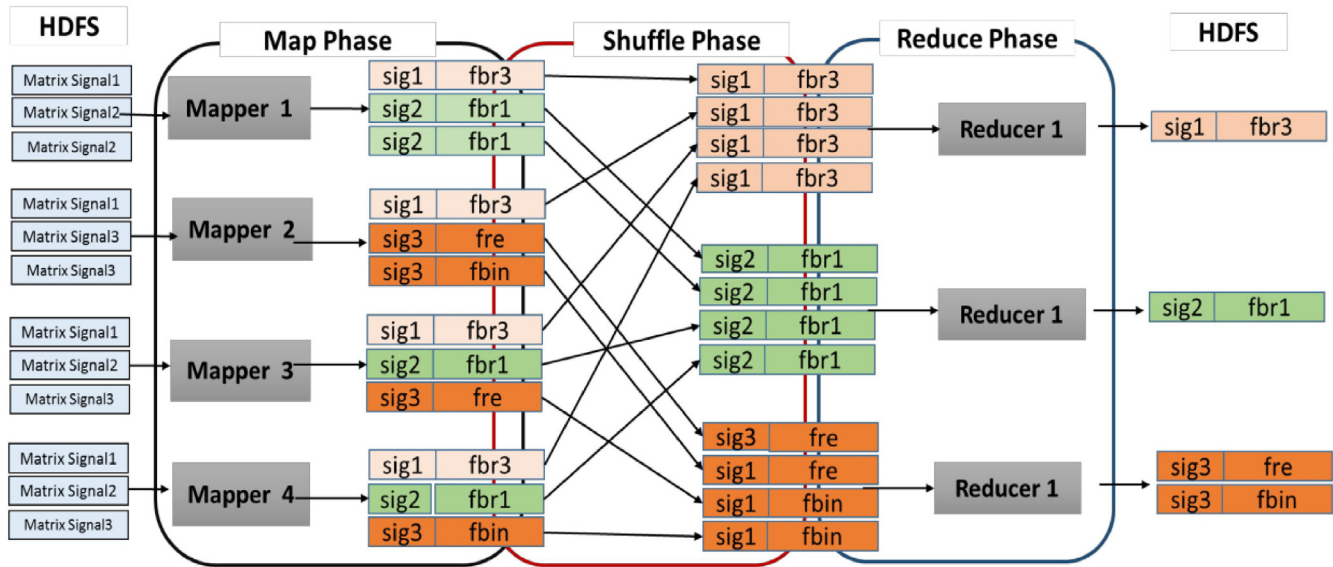 HDFS
Map Phase
Shuffle Phase
Reduce Phase
HDFS
Matrix Signal1
Matrix Signal2
Matrix Signal2
Matrix Signal1
Matrix Signal3
Matrix Signal3
Matrix Signal1
Matrix Signal2
Matrix Signal3
Matrix Signal1
Matrix Signal2
Matrix Signal3
Mapper 1
Mapper 2
Mapper 3
Mapper 4
sig1 fbr3
sig2 fbr1
sig2 fbr1
sig1 fbr3
sig3 fre
sig3 fbin
sig1 fbr3
sig2 fbr1
sig3 fre
sig1 fbr3
sig2 fbr1
sig3 fbin
sig1 fbr3
sig1 fbr3
sig1 fbr3
sig1 fbr3
sig2 fbr1
sig2 fbr1
sig2 fbr1
sig2 fbr1
sig3 fre
sig1 fre
sig1 fbin
sig1 fbin
Reducer 1
Reducer 1
Reducer 1
sig1 fbr3
sig2 fbr1
sig3 fre
sig3 fbin